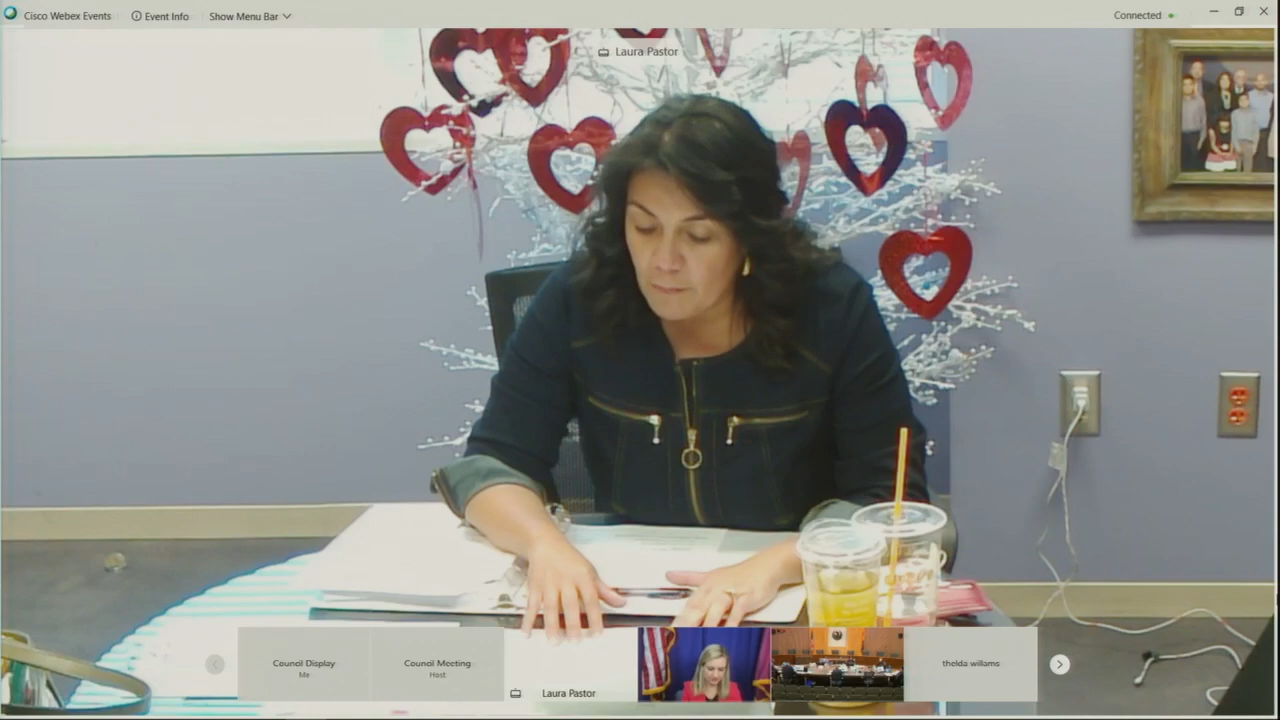 Cisco Webex Events
Event Info
Show Menu Bar
Connected
Laura Pastor
Council Display
Me
Council Meeting
Host
Laura Pastor
thelda wiliams